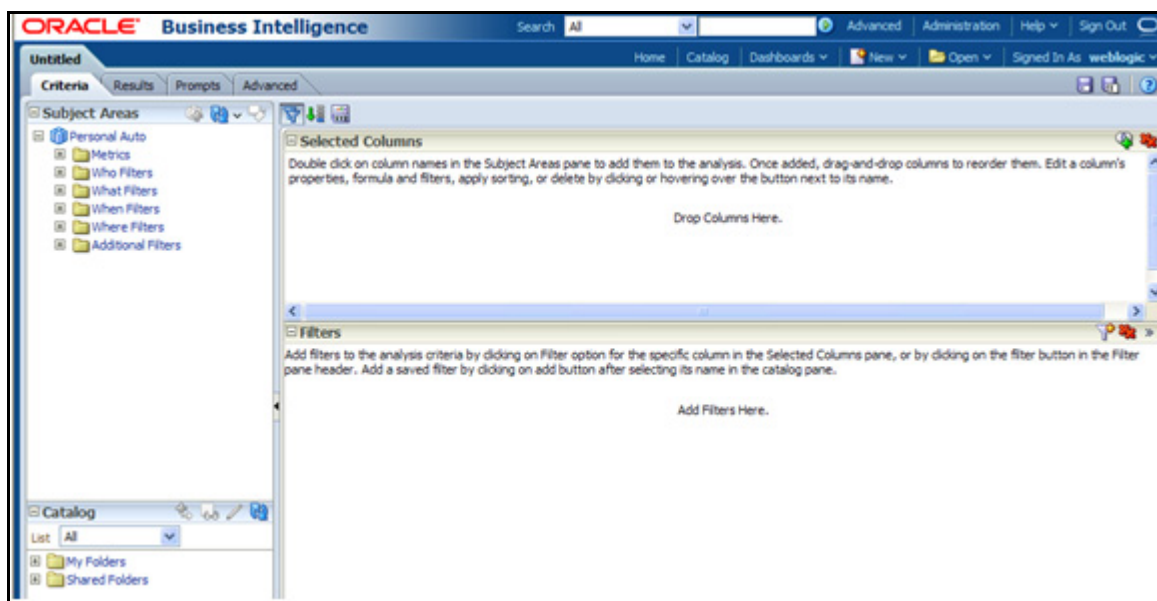 ORACLE Business Intelligence
Search All Advanced Administration Help Sign Out
Untitled
Home Catalog Dashboards New Open Signed In As weblogic
Criteria Results Prompts Advanced
Subject Areas
Personal Auto
Metrics
Who Filters
What Filters
When Filters
Where Filters
Additional Filters
Selected Columns
Double click on column names in the Subject Areas pane to add them to the analysis. Once added, drag-and-drop columns to reorder them. Edit a column's
properties, formula and filters, apply sorting, or delete by clicking or hovering over the button next to its name.
Drop Columns Here.
Filters
Add filters to the analysis criteria by clicking on Filter option for the specific column in the Selected Columns pane, or by clicking on the filter button in the Filter
pane header. Add a saved filter by clicking on add button after selecting its name in the catalog pane.
Add Filters Here.
Catalog
List All
My Folders
Shared Folders